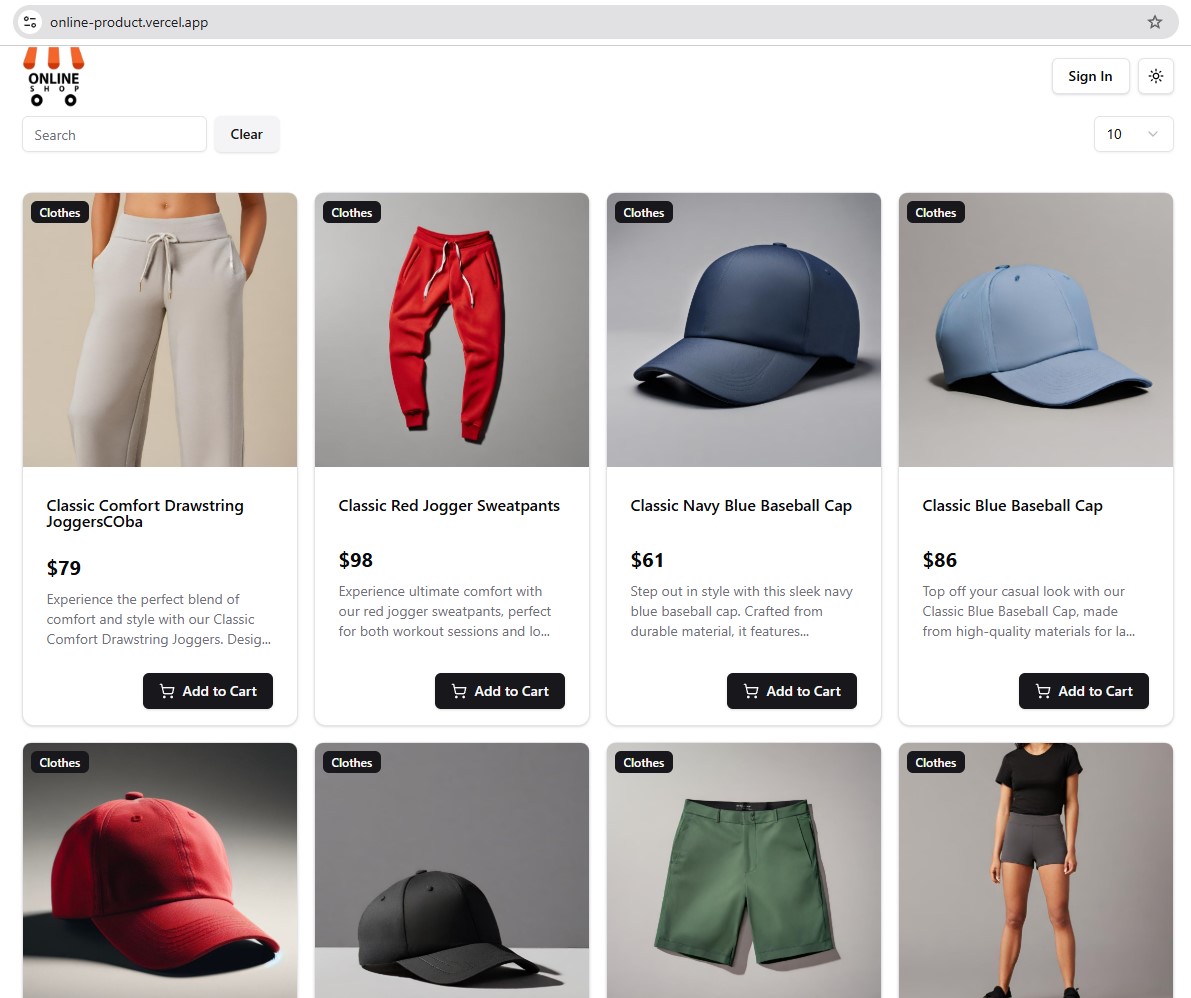 online-product.vercel.app
ONLINE
SHOP
Sign In
Search
Clear
10
Clothes
Clothes
Clothes
Clothes
Classic Comfort Drawstring
JoggersCOba
$79
Experience the perfect blend of
comfort and style with our Classic
Comfort Drawstring Joggers. Desig...
Add to Cart
Classic Red Jogger Sweatpants
$98
Experience ultimate comfort with
our red jogger sweatpants, perfect
for both workout sessions and lo...
Add to Cart
Classic Navy Blue Baseball Cap
$61
Step out in style with this sleek navy
blue baseball cap. Crafted from
durable material, it features...
Add to Cart
Classic Blue Baseball Cap
$86
Top off your casual look with our
Classic Blue Baseball Cap, made
from high-quality materials for la...
Add to Cart
Clothes
Clothes
Clothes
Clothes